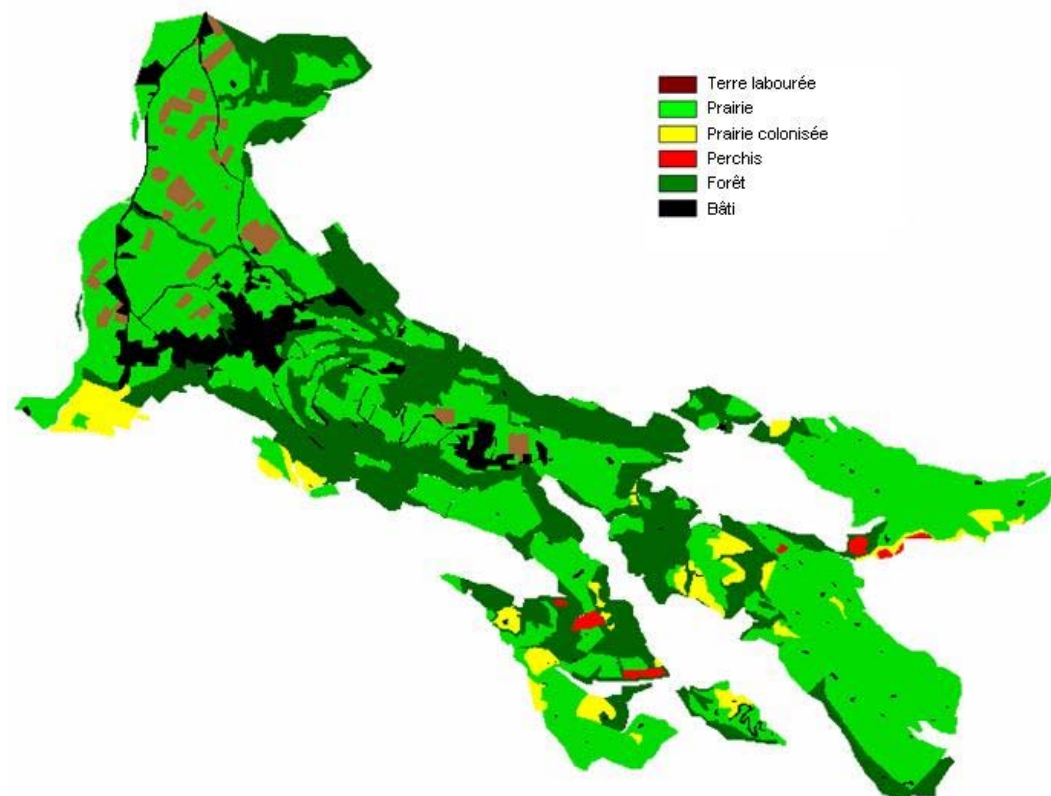 Terre labourée
Prairie
Prairie colonisée
Perchis
Forêt
Bâti